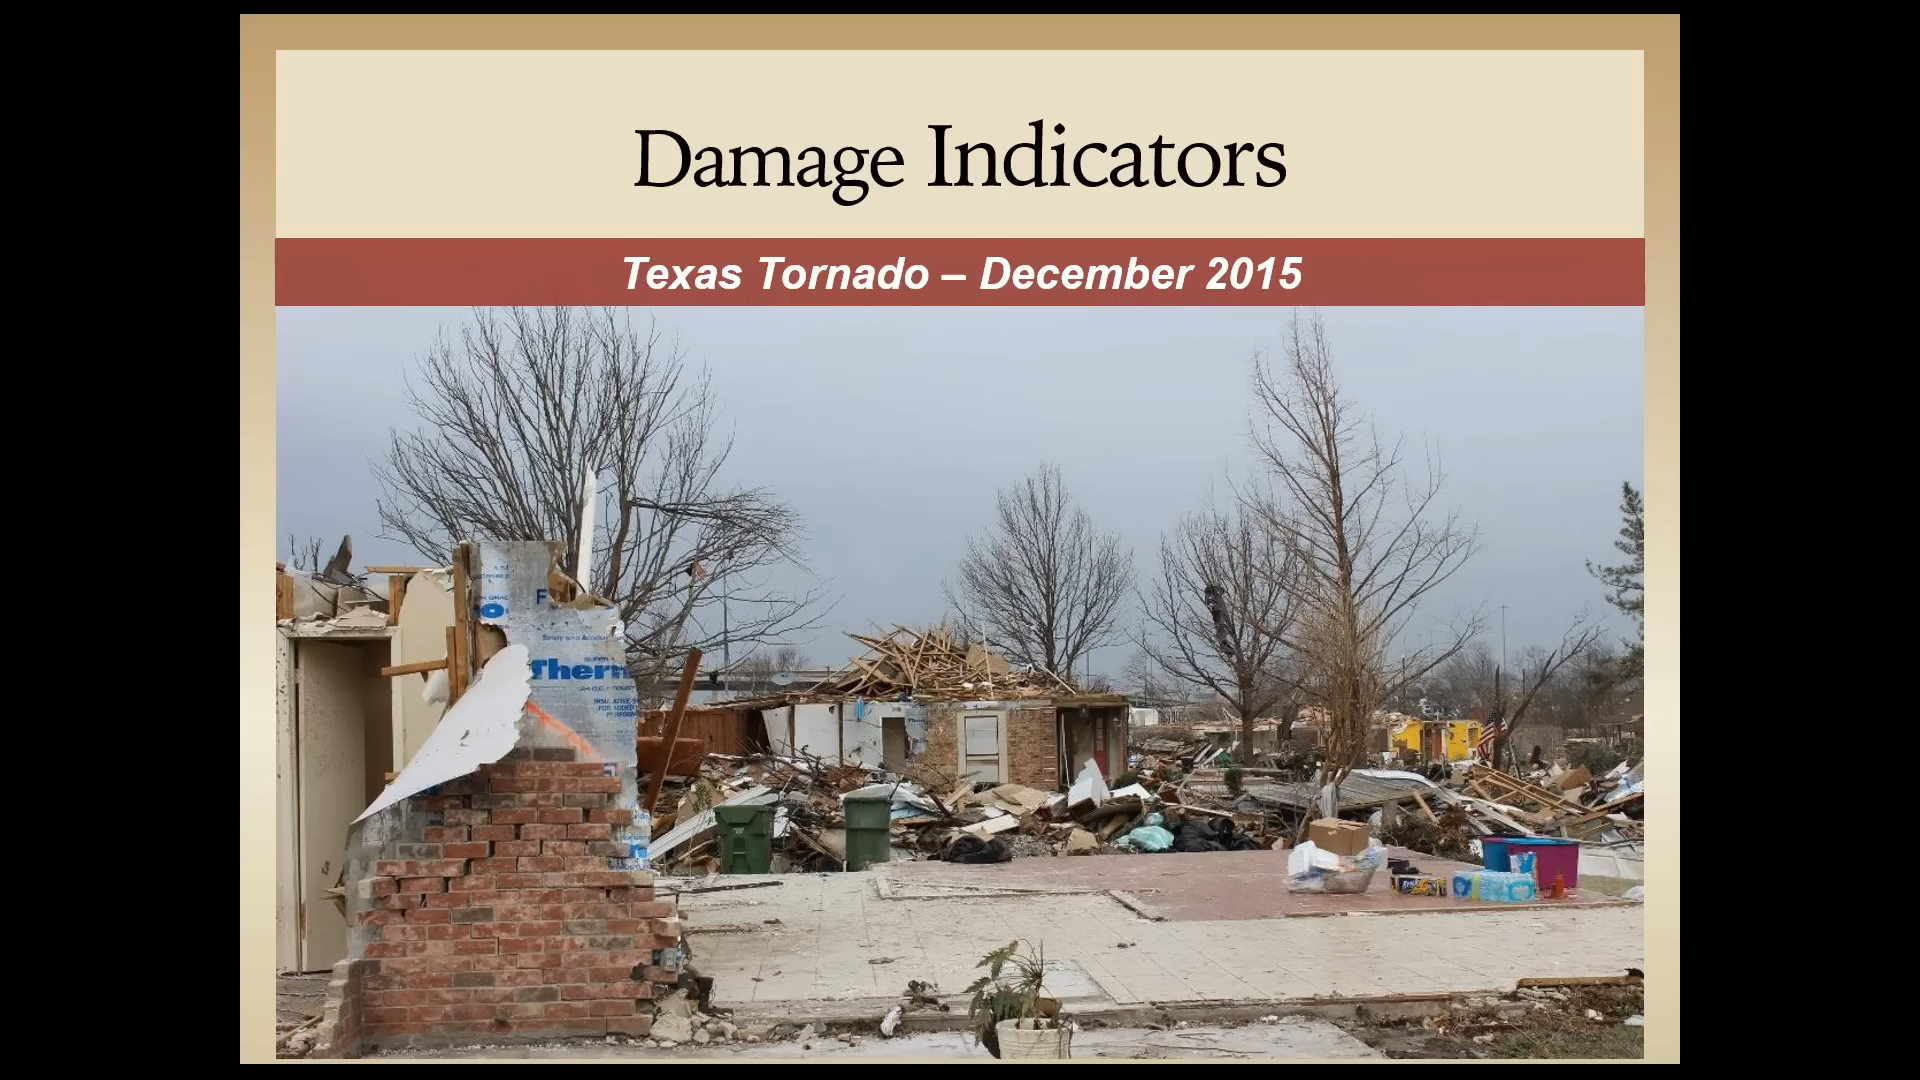 Damage Indicators
Texas Tornado – December 2015
Therm